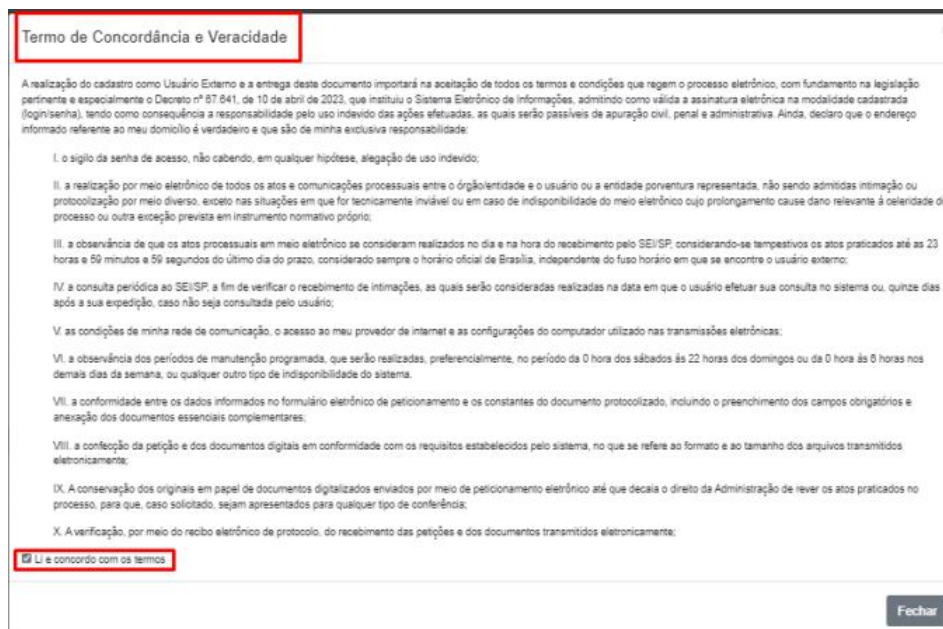 Termo de Concordância e Veracidade
A realização do cadastro como Usuário Externo e a entrega deste documento importará na aceitação de todos os termos e condições que regem o processo eletrônico, com fundamento na legislação
pertinente e especialmente o Decreto nº 67.641, de 10 de abril de 2023, que instituiu o Sistema Eletrônico de Informações, admitindo como válida a assinatura eletrônica na modalidade cadastrada
(login/senha), tendo como consequência a responsabilidade pelo uso indevido das ações efetuadas, as quais serão passíveis de apuração civil, penal e administrativa. Ainda, declaro que o endereço
informado referente ao meu domicílio é verdadeiro e que são de minha exclusiva responsabilidade:
I. o sigilo da senha de acesso, não cabendo, em qualquer hipótese, alegação de uso indevido;
II. a realização por meio eletrônico de todos os atos e comunicações processuais entre o órgão/entidade e o usuário ou a entidade porventura representada, não sendo admitidas intimação ou
protocolização por meio diverso, exceto nas situações em que for tecnicamente inviável ou em caso de indisponibilidade do meio eletrônico cujo prolongamento cause dano relevante à celeridade do
processo ou outra exceção prevista em instrumento normativo próprio;
III. a observância de que os atos processuais em meio eletrônico se consideram realizados no dia e na hora do recebimento pelo SEI/SP, considerando-se tempestivos os atos praticados até as 23
horas e 59 minutos e 59 segundos do último dia do prazo, considerado sempre o horário oficial de Brasília, independente do fuso horário em que se encontre o usuário externo;
IV. a consulta periódica ao SEI/SP, a fim de verificar o recebimento de intimações, as quais serão consideradas realizadas na data em que o usuário efetuar sua consulta no sistema ou, quinze dias
após a sua expedição, caso não seja consultada pelo usuário;
V. as condições de minha rede de comunicação, o acesso ao meu provedor de internet e as configurações do computador utilizado nas transmissões eletrônicas;
VI. a observância dos períodos de manutenção programada, que serão realizadas, preferencialmente, no período da 0 hora dos sábados às 22 horas dos domingos ou da 0 hora às 6 horas nos
demais dias da semana, ou qualquer outro tipo de indisponibilidade do sistema.
VII. a conformidade entre os dados informados no formulário eletrônico de peticionamento e os constantes do documento protocolizado, incluindo o preenchimento dos campos obrigatórios e
anexação dos documentos essenciais complementares;
VIII. a confecção da petição e dos documentos digitais em conformidade com os requisitos estabelecidos pelo sistema, no que se refere ao formato e ao tamanho dos arquivos transmitidos
eletronicamente;
IX. A conservação dos originais em papel de documentos digitalizados enviados por meio de peticionamento eletrônico até que decaia o direito da Administração de rever os atos praticados no
processo, para que, caso solicitado, sejam apresentados para qualquer tipo de conferência;
X. A verificação, por meio do recibo eletrônico de protocolo, do recebimento das petições e dos documentos transmitidos eletronicamente;
Li e concordo com os termos
Fechar